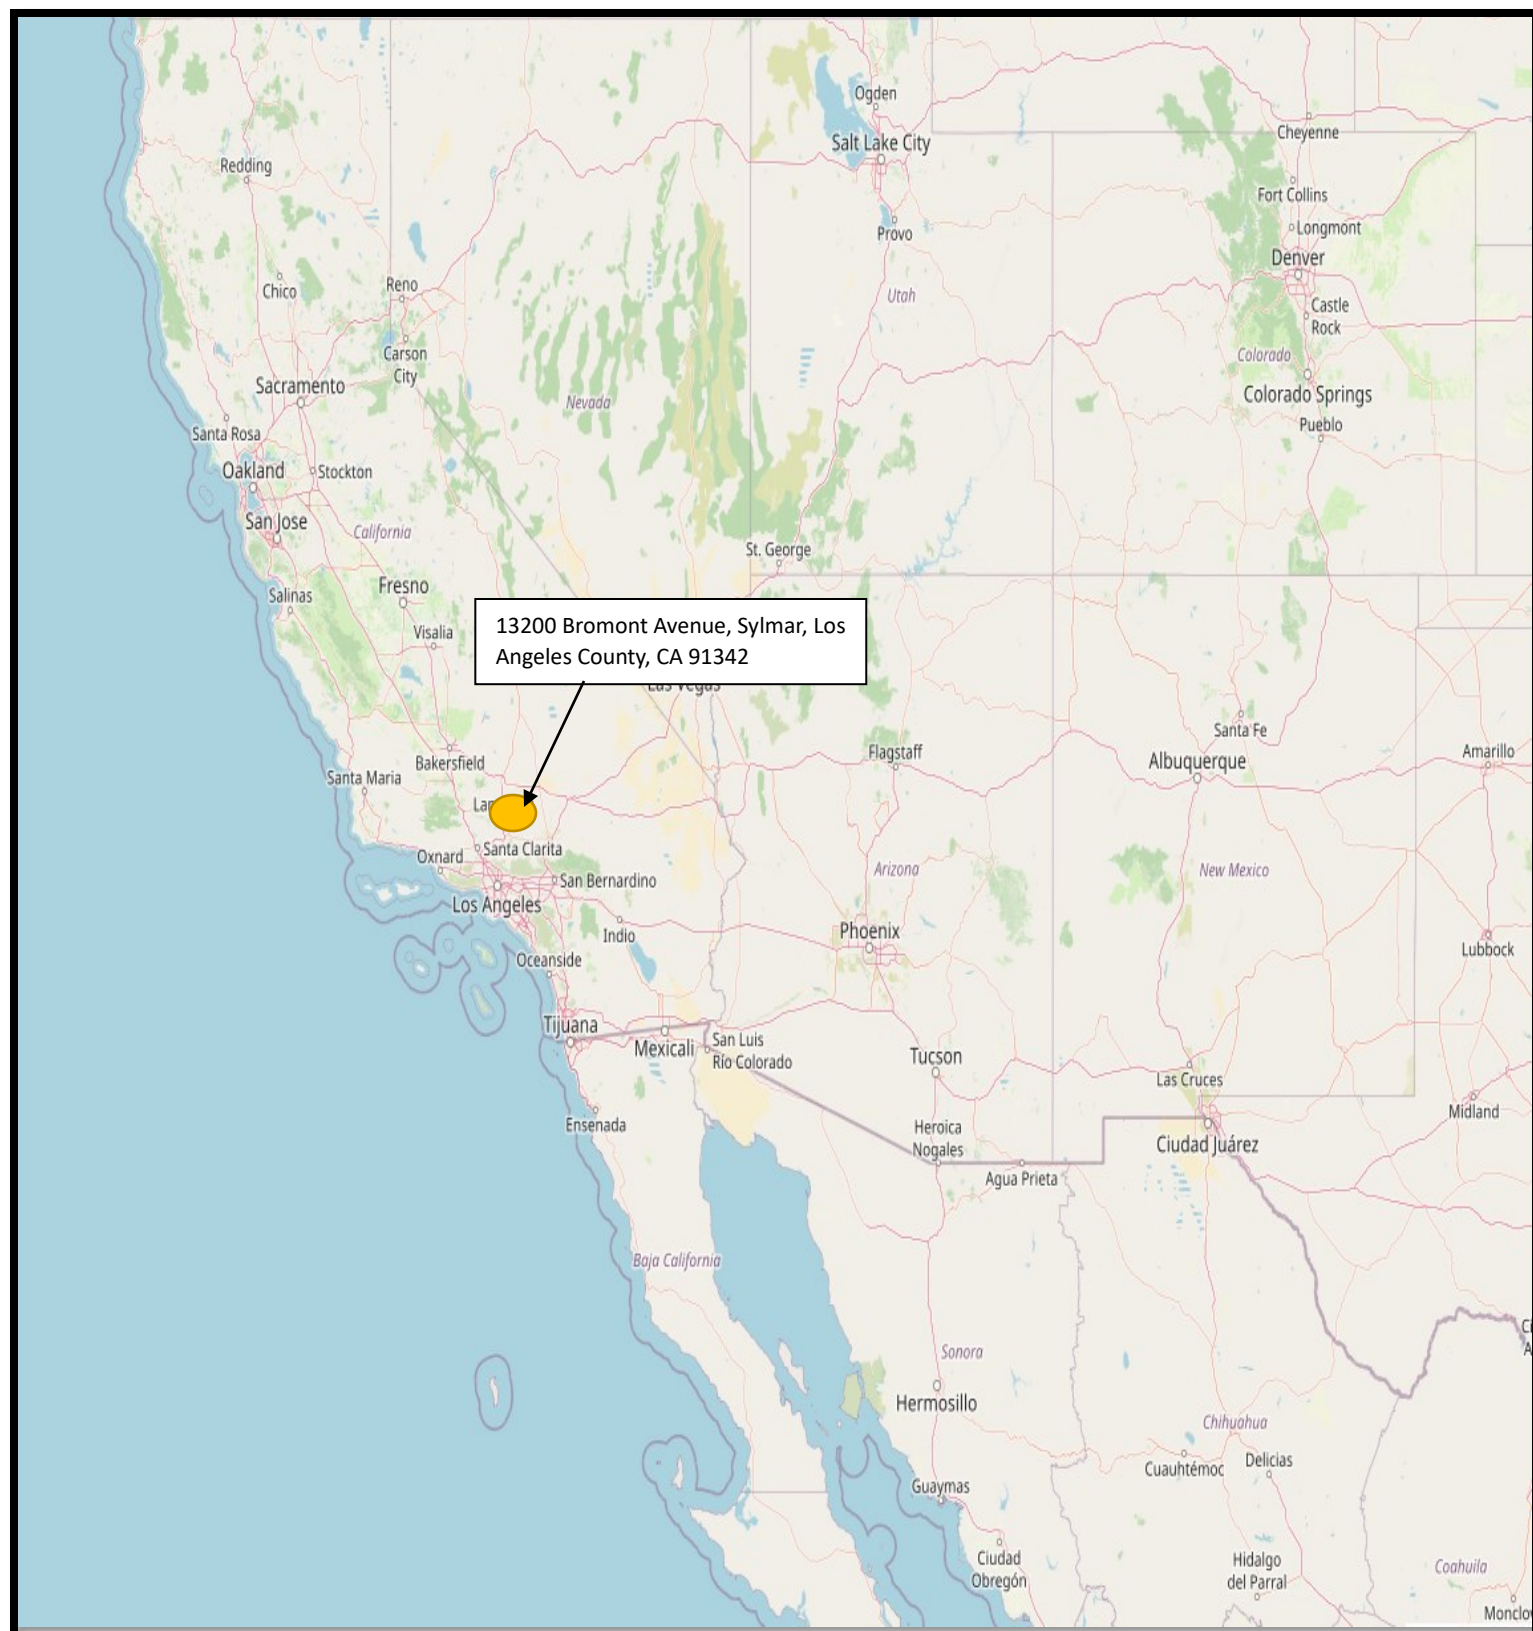 Ogden
Salt Lake City
Cheyenne
Redding
Fort Collins
Provo
Longmont
Denver
Chico
Reno
Utah
Castle
Rock
Carson
City
Colorado
Sacramento
Colorado Springs
Nevada
Santa Rosa
Pueblo
Oakland
Stockton
San Jose
California
St. George
Fresno
Salinas
Visalia
13200 Bromont Avenue, Sylmar, Los
Angeles County, CA 91342
Las Vegas
Santa Fe
Flagstaff
Albuquerque
Amarillo
Bakersfield
Santa Maria
Oxnard
Santa Clarita
Arizona
New Mexico
San Bernardino
Los Angeles
Phoenix
Indio
Lubbock
Oceanside
Tijuana
Mexicali
San Luis
Río Colorado
Tucson
Las Cruces
Ensenada
Midland
Heroica
Nogales
Ciudad Juárez
Agua Prieta
Baja California
Sonora
Hermosillo
Chihuahua
Cuauhtémoc
Delicias
Guaymas
Ciudad
Obregón
Hidalgo
del Parral
Coahuila